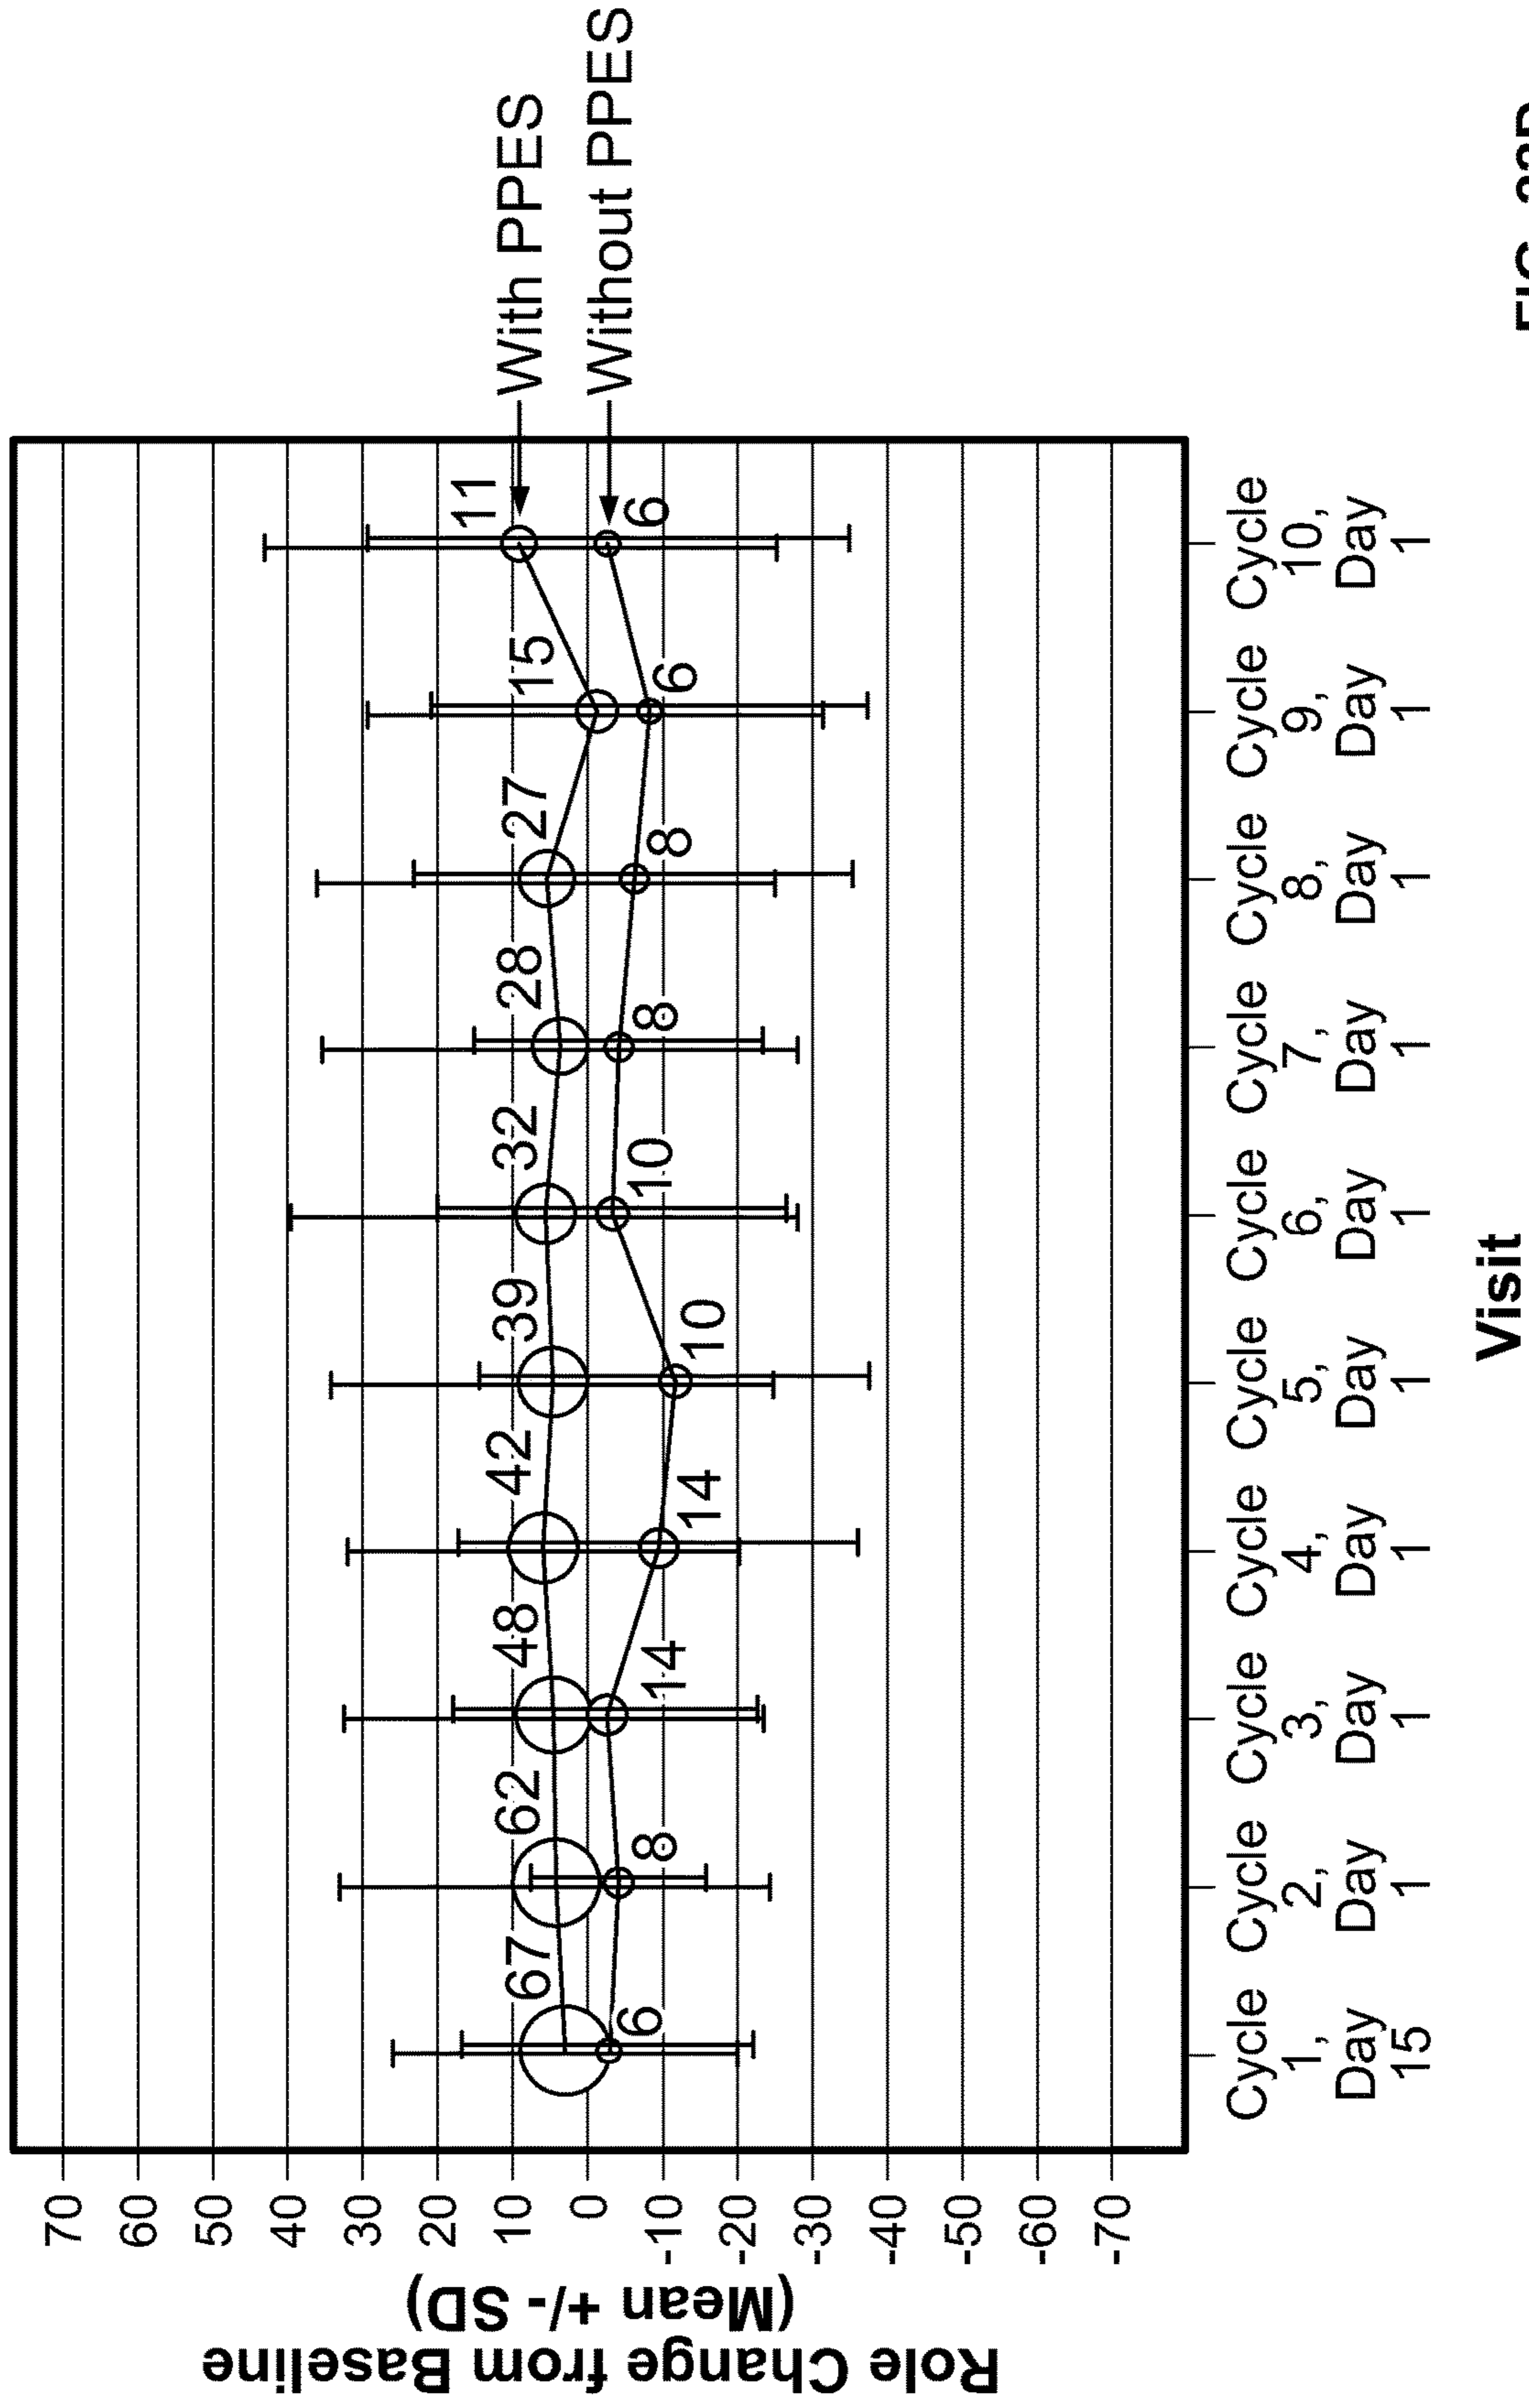 Role Change from Baseline
(Mean +/- SD)
70
60
50
40
30
20
10
0
-10
-20
-30
-40
-50
-60
-70
67
62
48
42
39
32
28
27
15
11
6
8
14
14
10
10
8
8
6
6
With PPES
Without PPES
Cycle
1,
Day
15
Cycle
2,
Day
1
Cycle
3,
Day
1
Cycle
4,
Day
1
Cycle
5,
Day
1
Cycle
6,
Day
1
Cycle
7,
Day
1
Cycle
8,
Day
1
Cycle
9,
Day
1
Cycle
10,
Day
1
Visit
FIG.